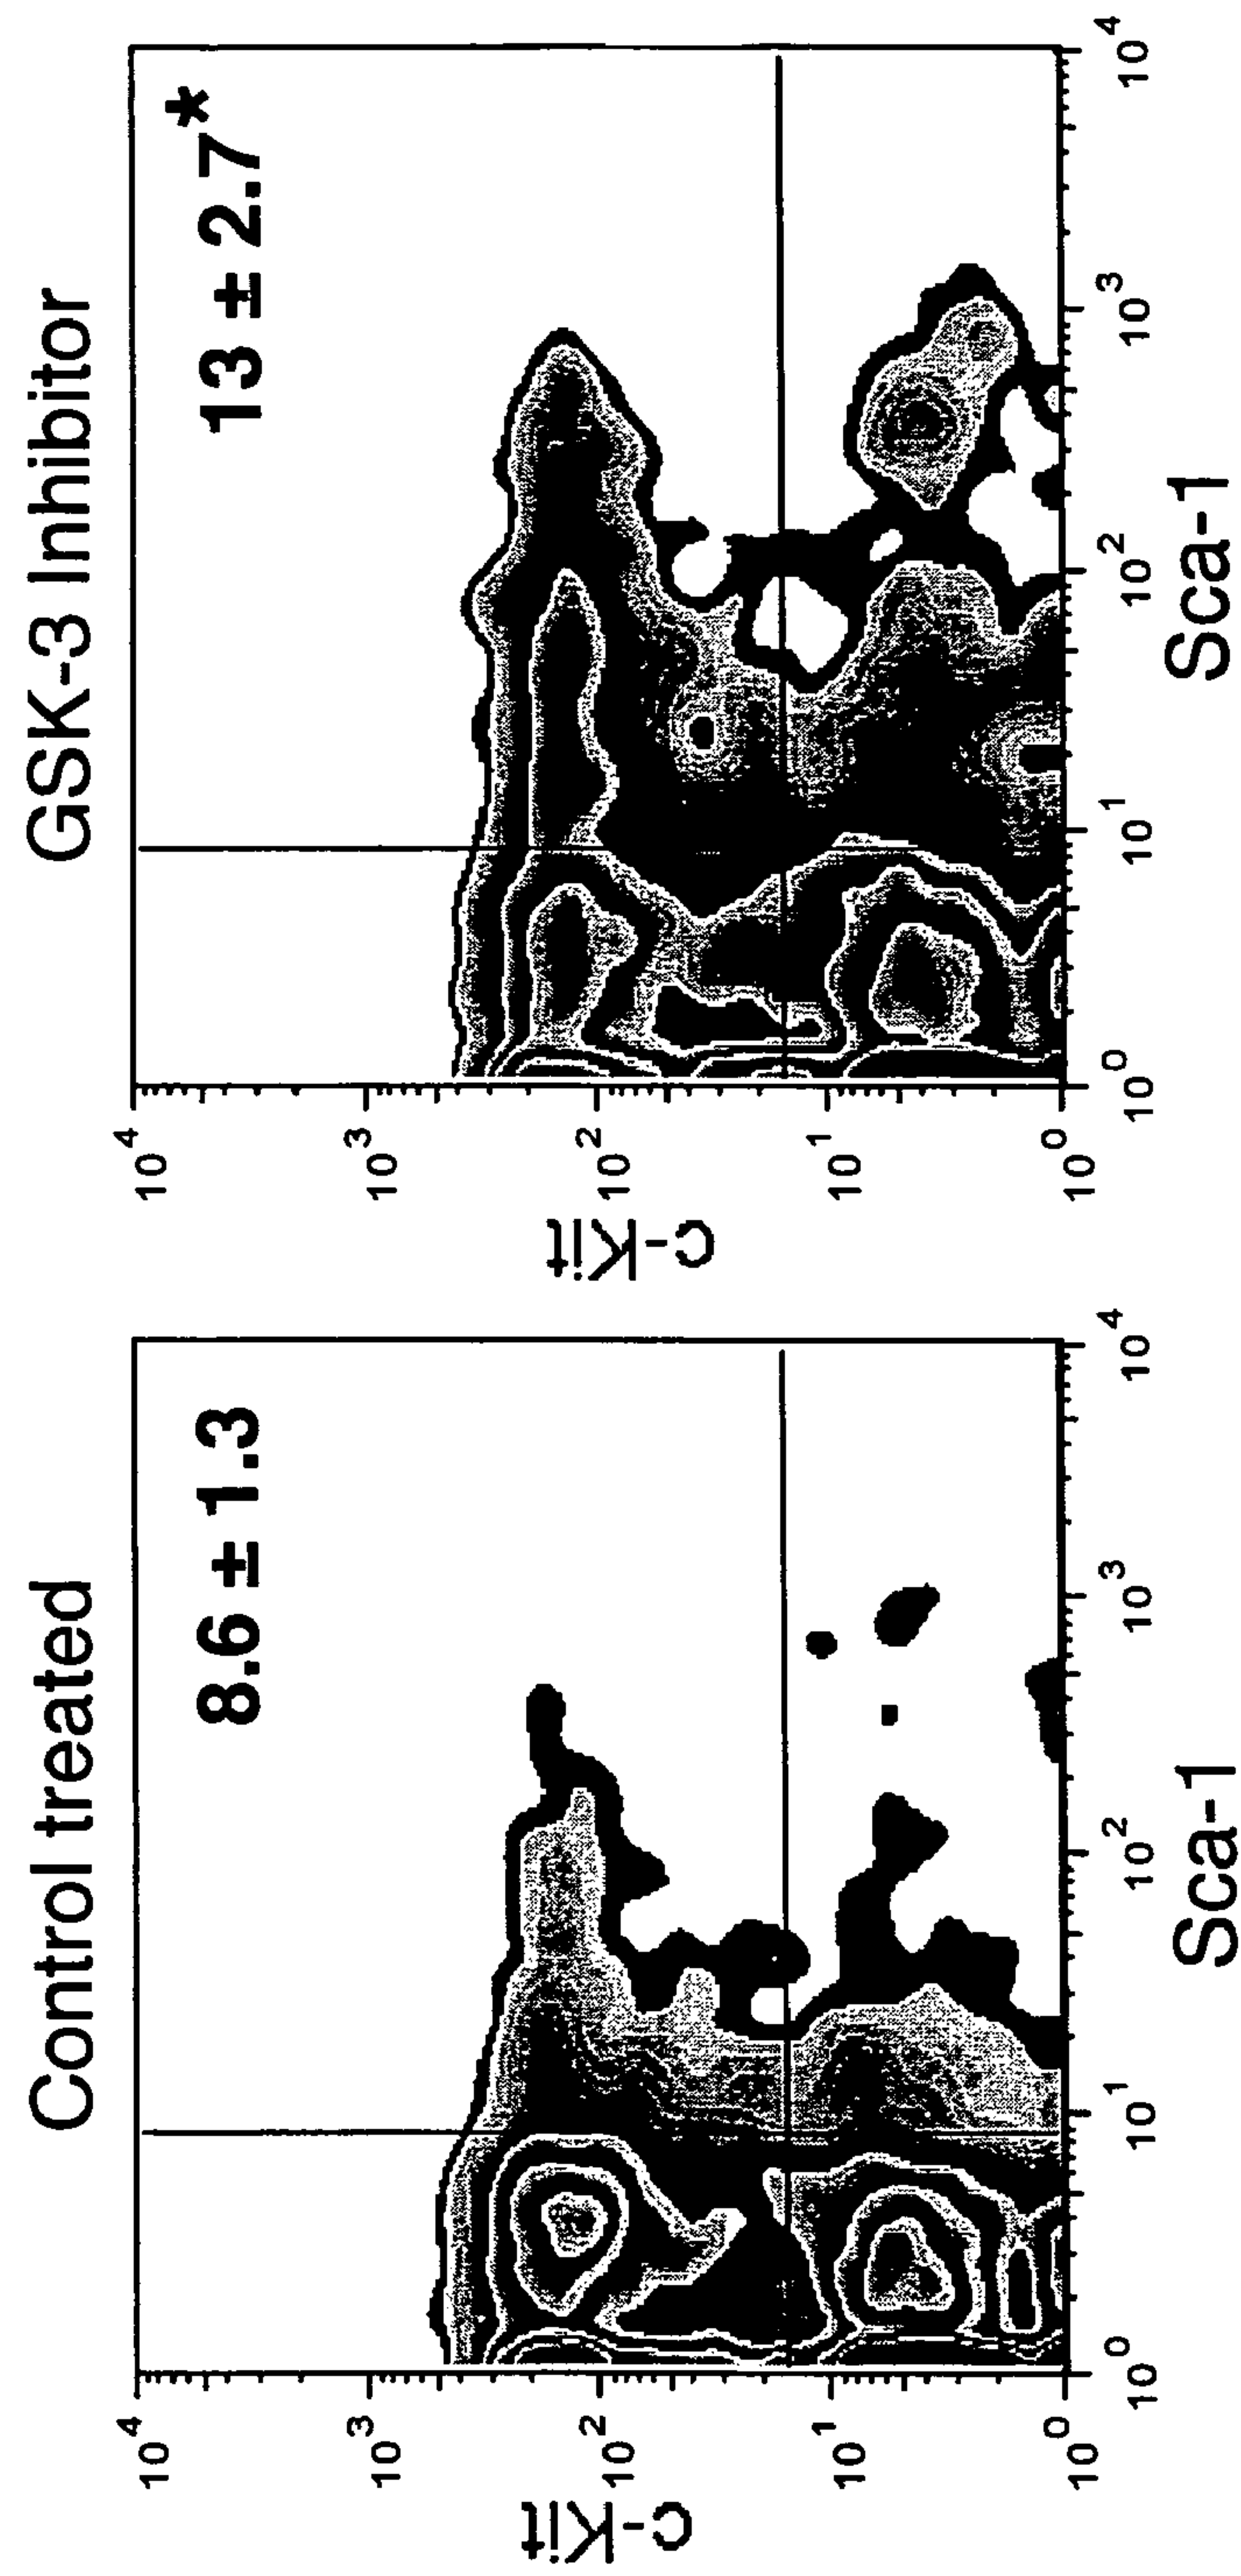 Control treated
8.6 ± 1.3
c-Kit
10^4
10^3
10^2
10^1
10^0
10^0 10^1 10^2 10^3 10^4
Sca-1
GSK-3 Inhibitor
13 ± 2.7*
c-Kit
10^4
10^3
10^2
10^1
10^0
10^0 10^1 10^2 10^3 10^4
Sca-1